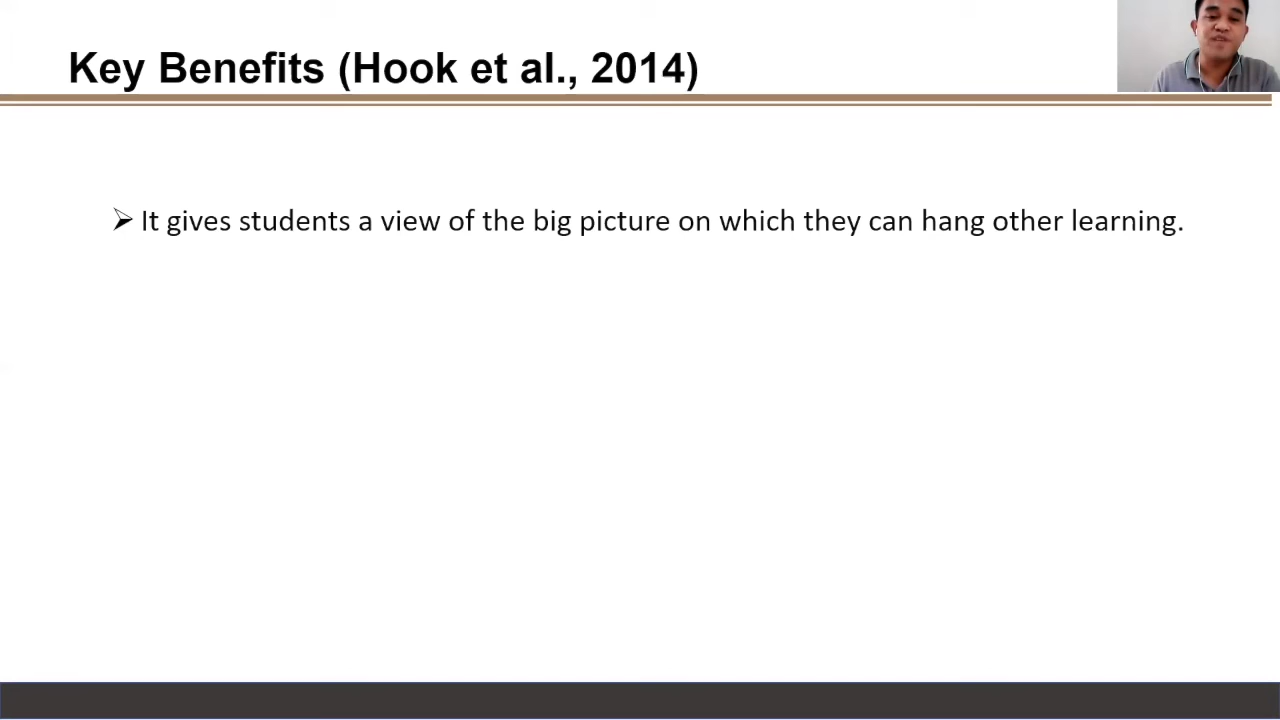 Key Benefits (Hook et al., 2014)
➢ It gives students a view of the big picture on which they can hang other learning.